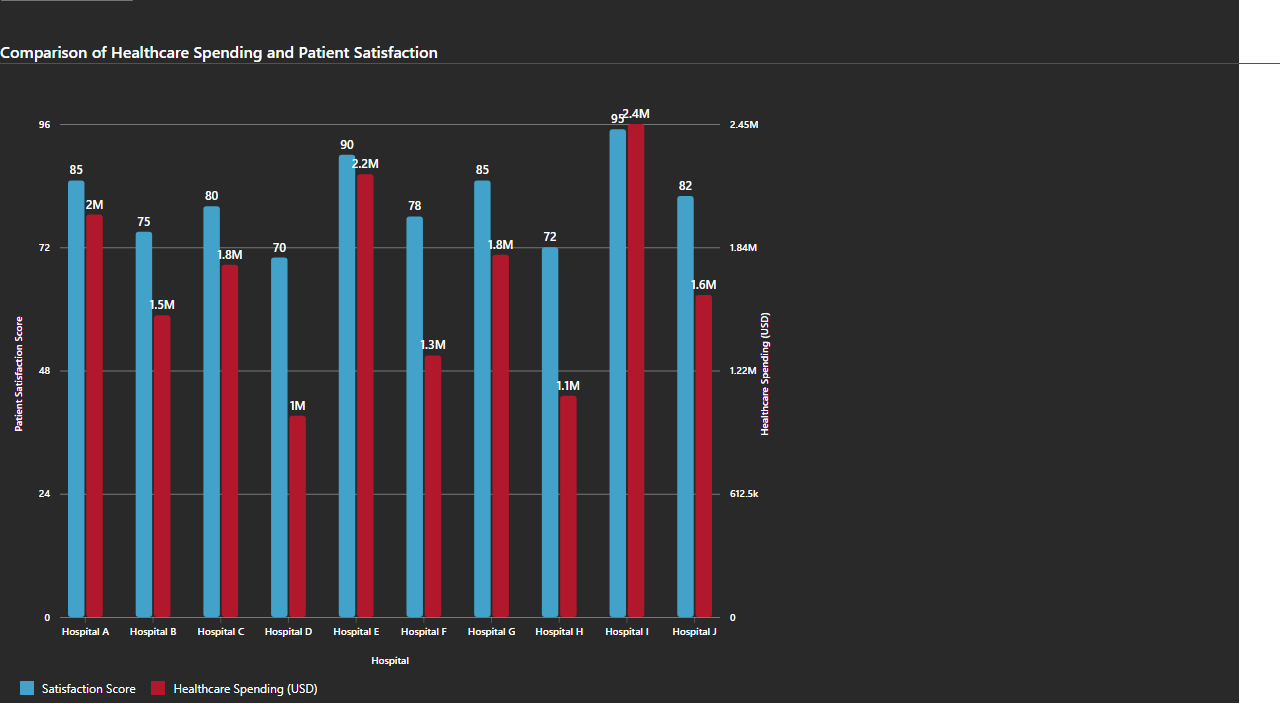 Comparison of Healthcare Spending and Patient Satisfaction
96
72
48
24
0
Patient Satisfaction Score
2.45M
1.84M
1.22M
612.5k
0
Healthcare Spending (USD)
85
2M
75
1.5M
80
1.8M
70
1M
90
2.2M
78
1.3M
85
1.8M
72
1.1M
95
2.4M
82
1.6M
Hospital A
Hospital B
Hospital C
Hospital D
Hospital E
Hospital F
Hospital G
Hospital H
Hospital I
Hospital J
Hospital
Satisfaction Score
Healthcare Spending (USD)